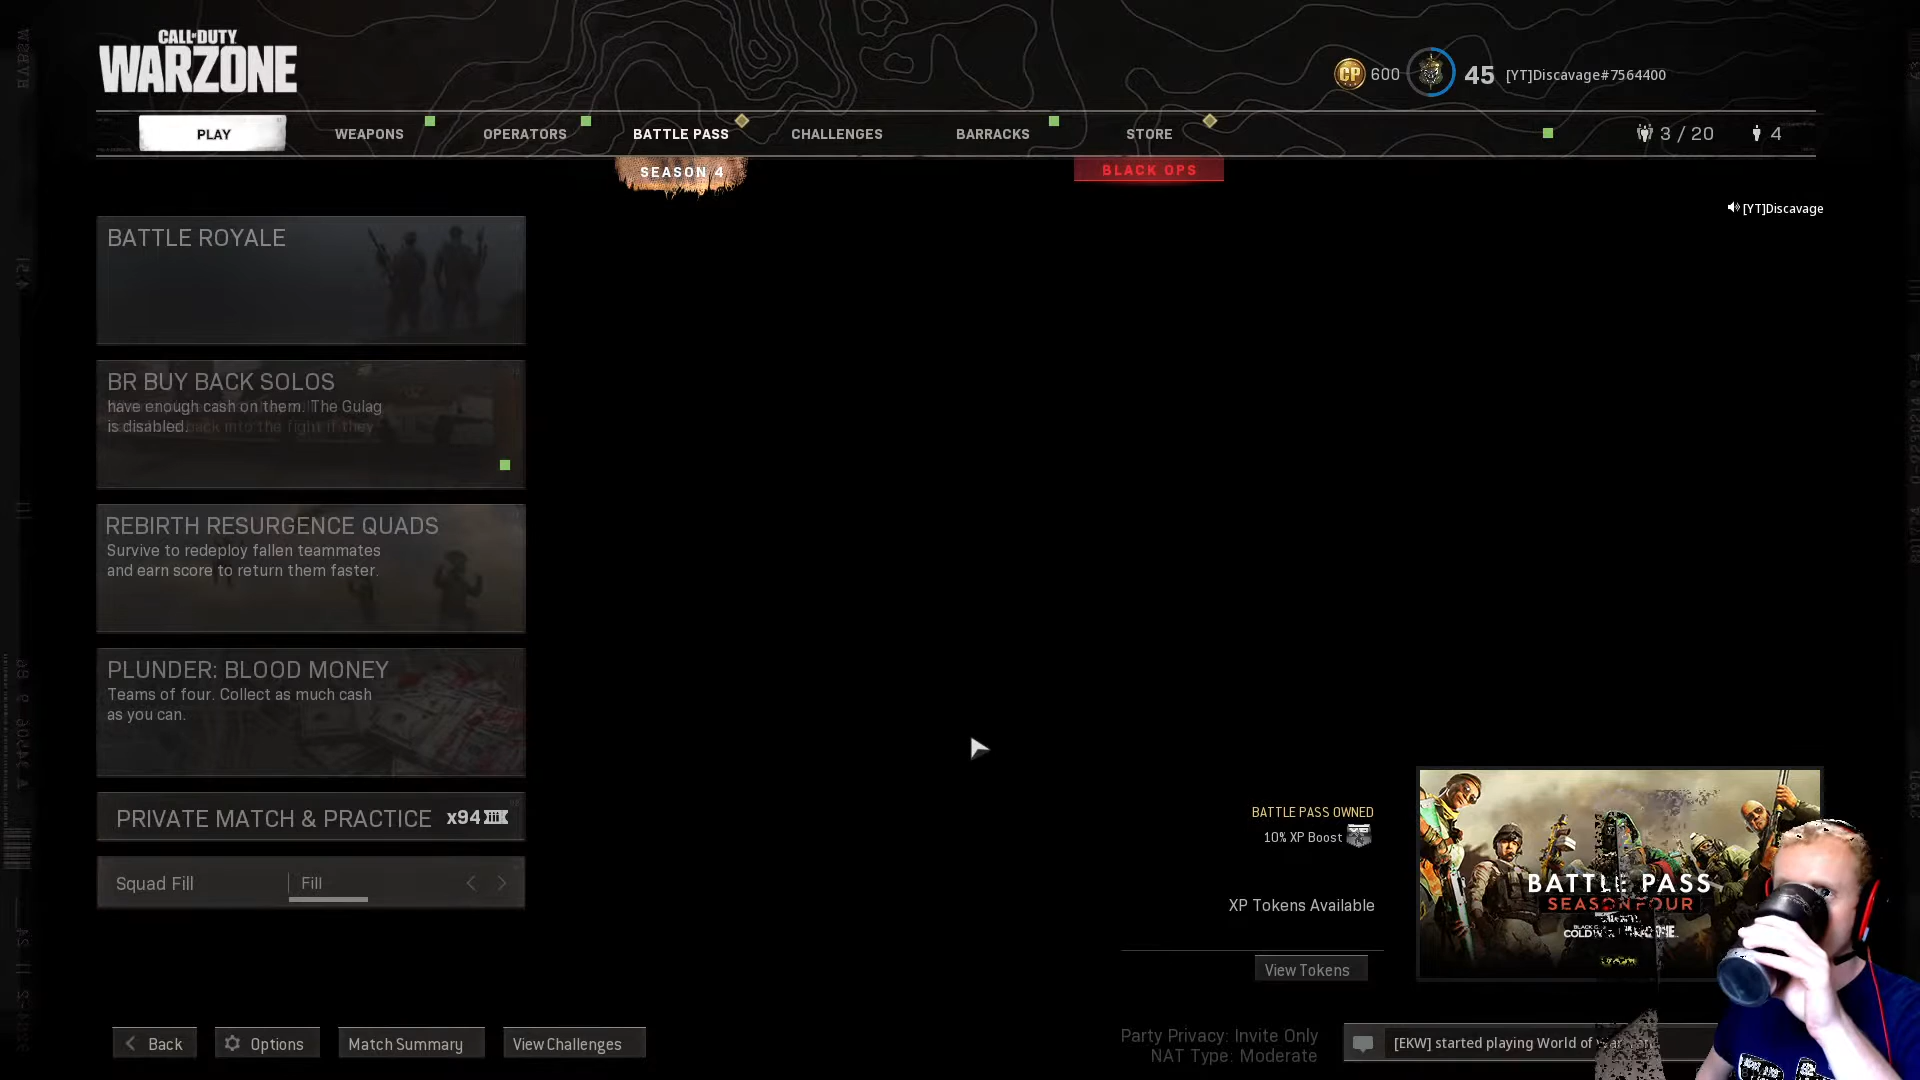 CALL OF DUTY
WARZONE
CP 600
45 [YT]Discavage#7564400
PLAY
WEAPONS
OPERATORS
BATTLE PASS
CHALLENGES
BARRACKS
STORE
3 / 20
4
SEASON 4
BLACK OPS
[YT]Discavage
BATTLE ROYALE
BR BUY BACK SOLOS
have enough cash on them. The Gulag
is disabled.
REBIRTH RESURGENCE QUADS
Survive to redeploy fallen teammates
and earn score to return them faster.
PLUNDER: BLOOD MONEY
Teams of four. Collect as much cash
as you can.
PRIVATE MATCH & PRACTICE x94
Squad Fill
Fill
BATTLE PASS OWNED
10% XP Boost
XP Tokens Available
View Tokens
BATTLE PASS
SEASON FOUR
Back
Options
Match Summary
View Challenges
Party Privacy: Invite Only
NAT Type: Moderate
[EKW] started playing World of